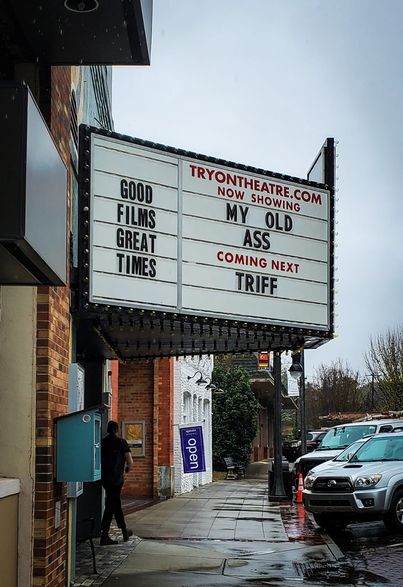 GOOD
FILMS
GREAT
TIMES
TRYONTHEATRE.COM
NOW SHOWING
MY OLD
ASS
COMING NEXT
TRIFF
open